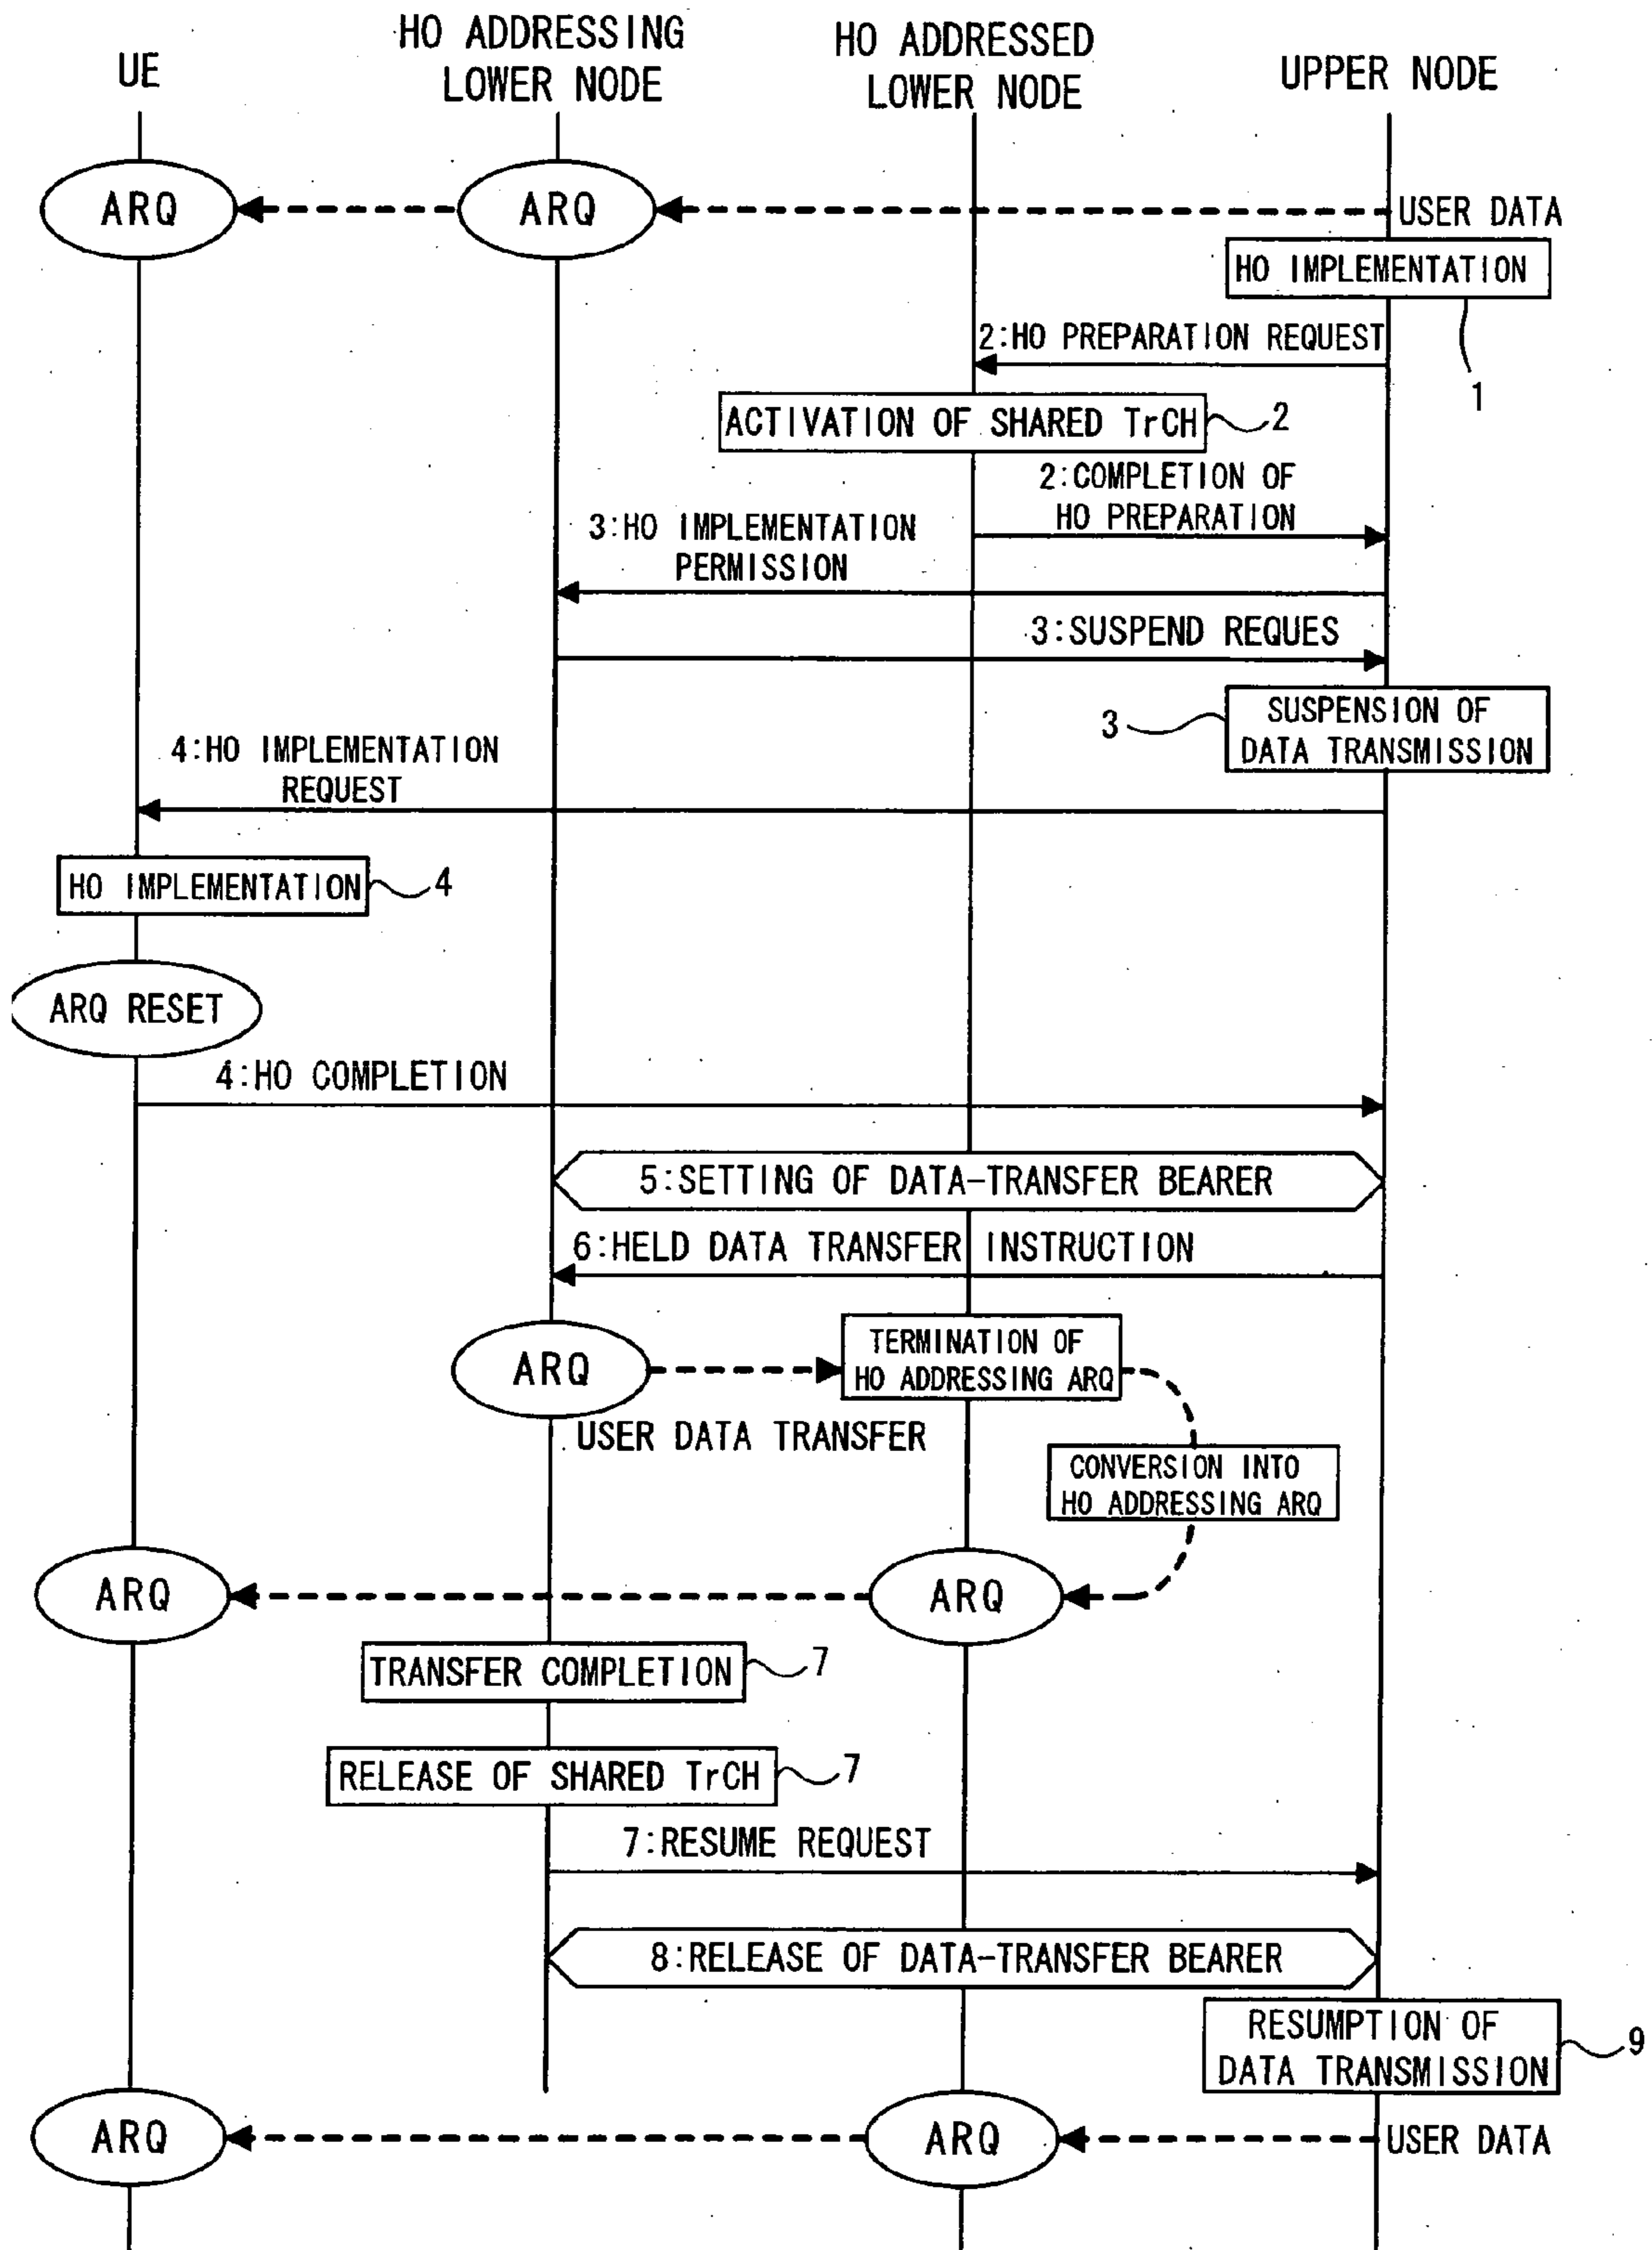 UE
HO ADDRESSING
LOWER NODE
HO ADDRESSED
LOWER NODE
UPPER NODE
ARQ
ARQ
USER DATA
HO IMPLEMENTATION
1
2:HO PREPARATION REQUEST
ACTIVATION OF SHARED TrCH
2
2:COMPLETION OF
HO PREPARATION
3:HO IMPLEMENTATION
PERMISSION
3:SUSPEND REQUES
3
SUSPENSION OF
DATA TRANSMISSION
4:HO IMPLEMENTATION
REQUEST
HO IMPLEMENTATION
4
ARQ RESET
4:HO COMPLETION
5:SETTING OF DATA-TRANSFER BEARER
6:HELD DATA TRANSFER INSTRUCTION
ARQ
TERMINATION OF
HO ADDRESSING ARQ
USER DATA TRANSFER
CONVERSION INTO
HO ADDRESSING ARQ
ARQ
ARQ
TRANSFER COMPLETION
7
RELEASE OF SHARED TrCH
7
7:RESUME REQUEST
8:RELEASE OF DATA-TRANSFER BEARER
RESUMPTION OF
DATA TRANSMISSION
9
ARQ
ARQ
USER DATA